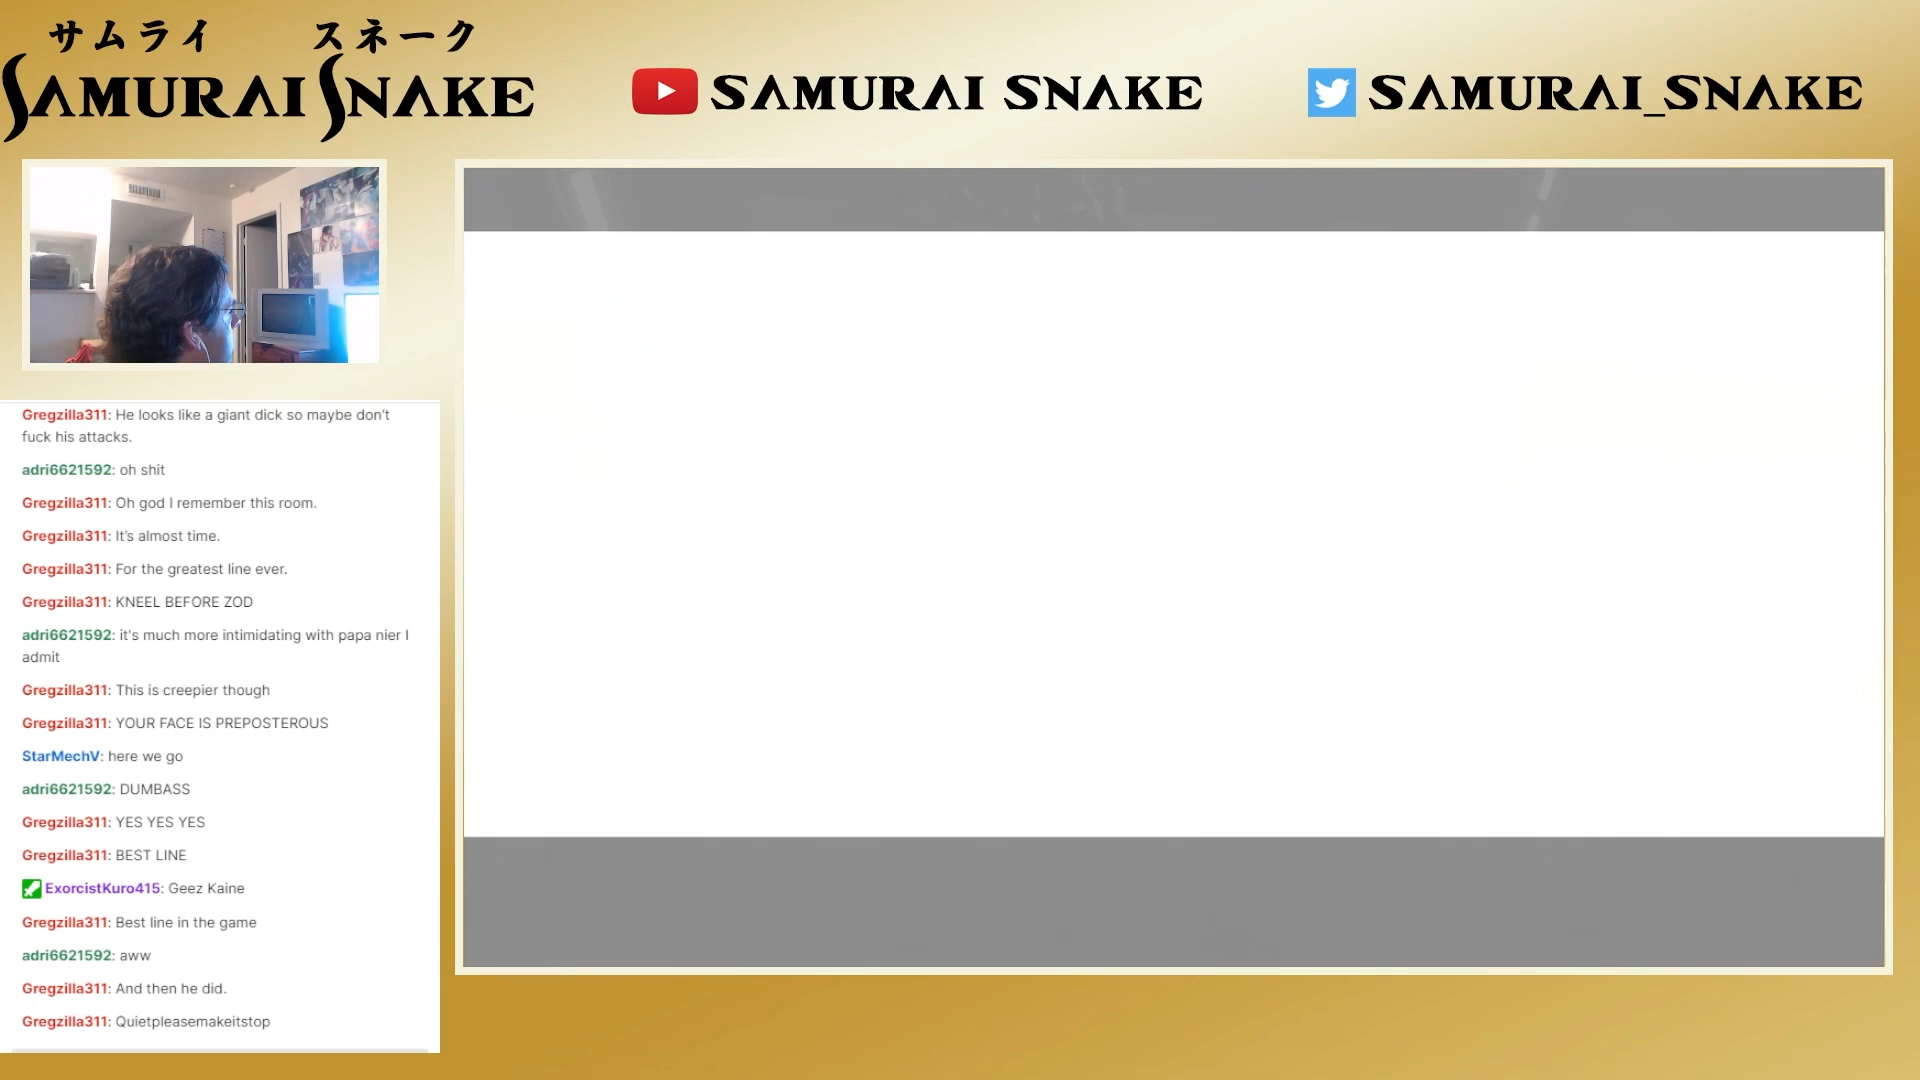 サムライ スネーク
SAMURAI SNAKE
SAMURAI SNAKE
SAMURAI_SNAKE
Gregzilla311: He looks like a giant dick so maybe don't
fuck his attacks.
adri6621592: oh shit
Gregzilla311: Oh god I remember this room.
Gregzilla311: It's almost time.
Gregzilla311: For the greatest line ever.
Gregzilla311: KNEEL BEFORE ZOD
adri6621592: it's much more intimidating with papa nier I
admit
Gregzilla311: This is creepier though
Gregzilla311: YOUR FACE IS PREPOSTEROUS
StarMechV: here we go
adri6621592: DUMBASS
Gregzilla311: YES YES YES
Gregzilla311: BEST LINE
ExorcistKuro415: Geez Kaine
Gregzilla311: Best line in the game
adri6621592: aww
Gregzilla311: And then he did.
Gregzilla311: Quietpleasemakeitstop